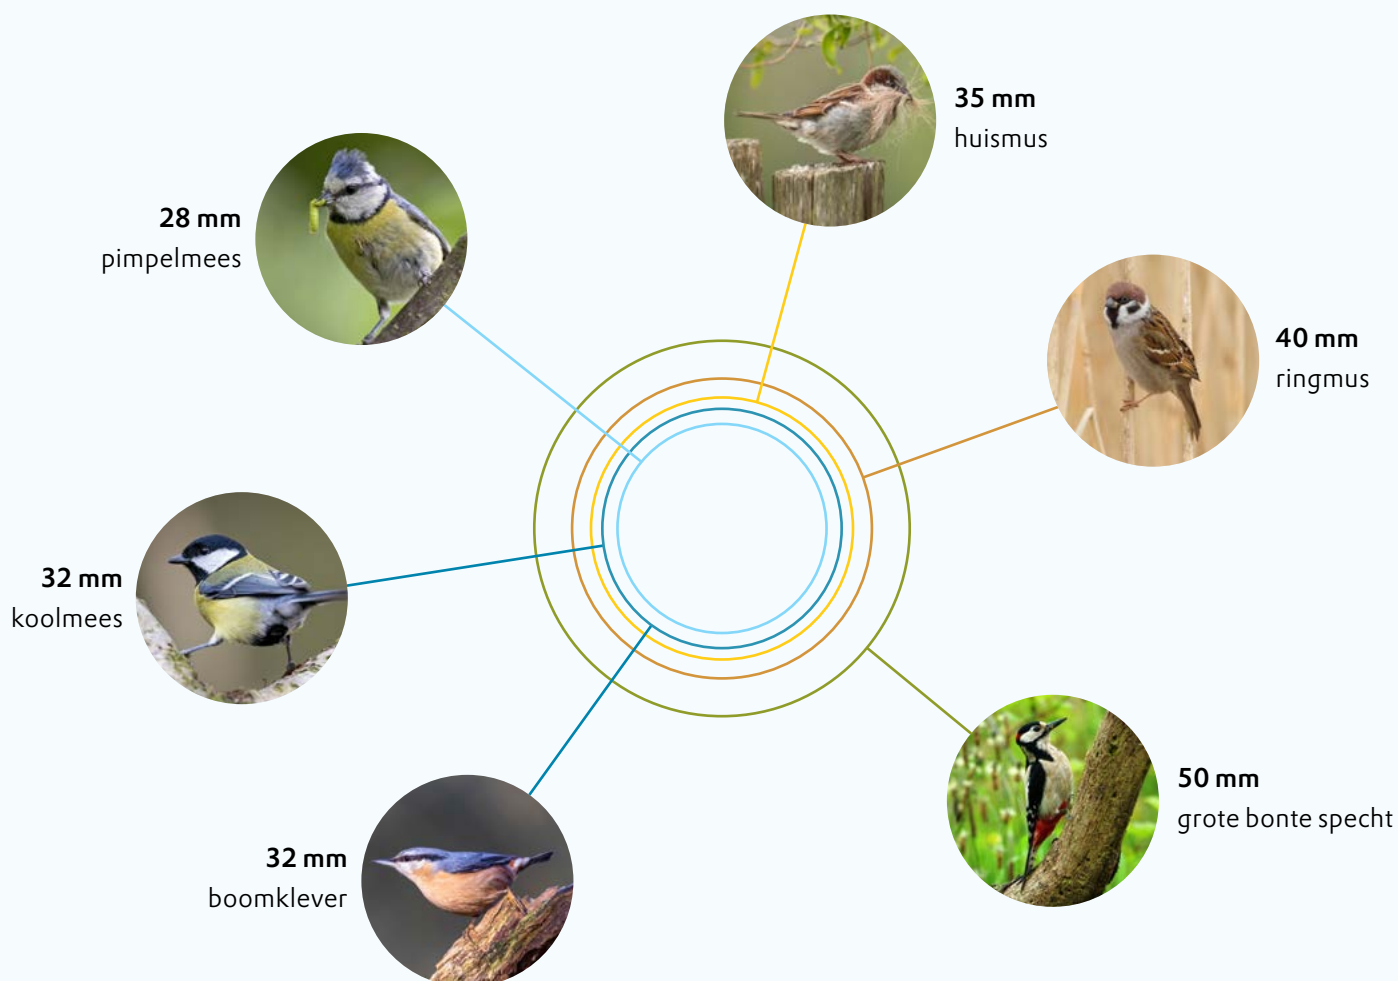 35 mm
huismus
28 mm
pimpelmees
40 mm
ringmus
32 mm
koolmees
50 mm
grote bonte specht
32 mm
boomklever